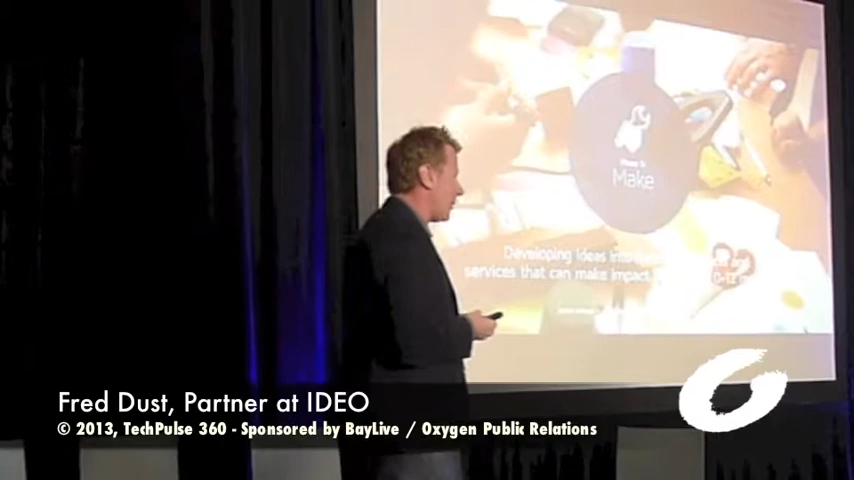 Make
Developing Ideas into
services that can make impact
Fred Dust, Partner at IDEO
© 2013, TechPulse 360 - Sponsored by BayLive / Oxygen Public Relations